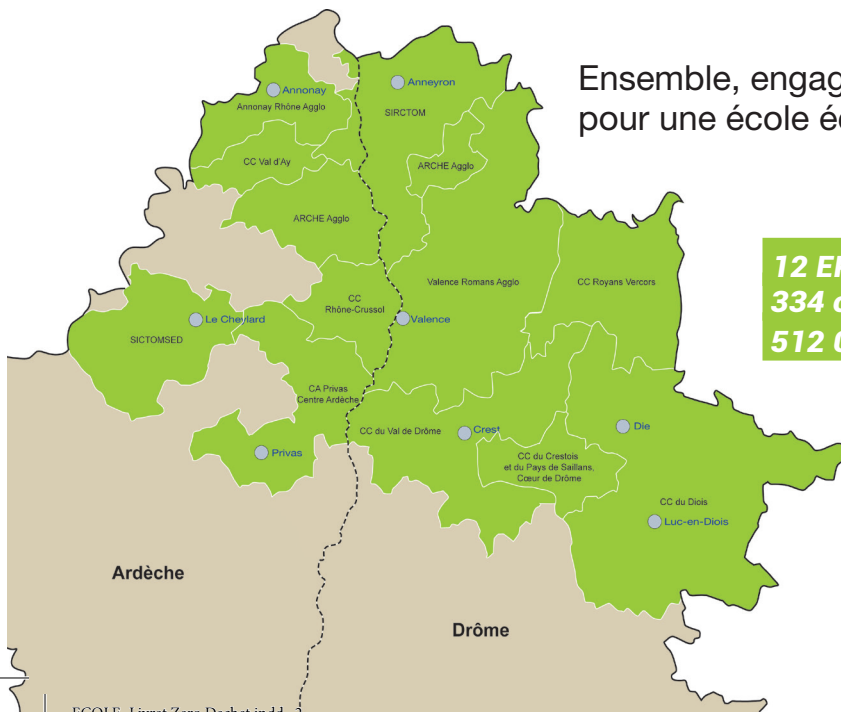 Ensemble, engag
pour une école é
12 E
334
512 0
Annonay
Annonay Rhône Agglo
Anneyron
SIRCTOM
CC Val d'Ay
ARCHE Agglo
ARCHE Agglo
Valence Romans Agglo
CC Royans Vercors
CC
Rhône-Crussol
Le Cheylard
Valence
SICTOMSED
CA Privas
Centre Ardèche
CC du Val de Drôme
Crest
Die
Privas
CC du Crestois
et du Pays de Saillans,
Cœur de Drôme
CC du Diois
Luc-en-Diois
Ardèche
Drôme